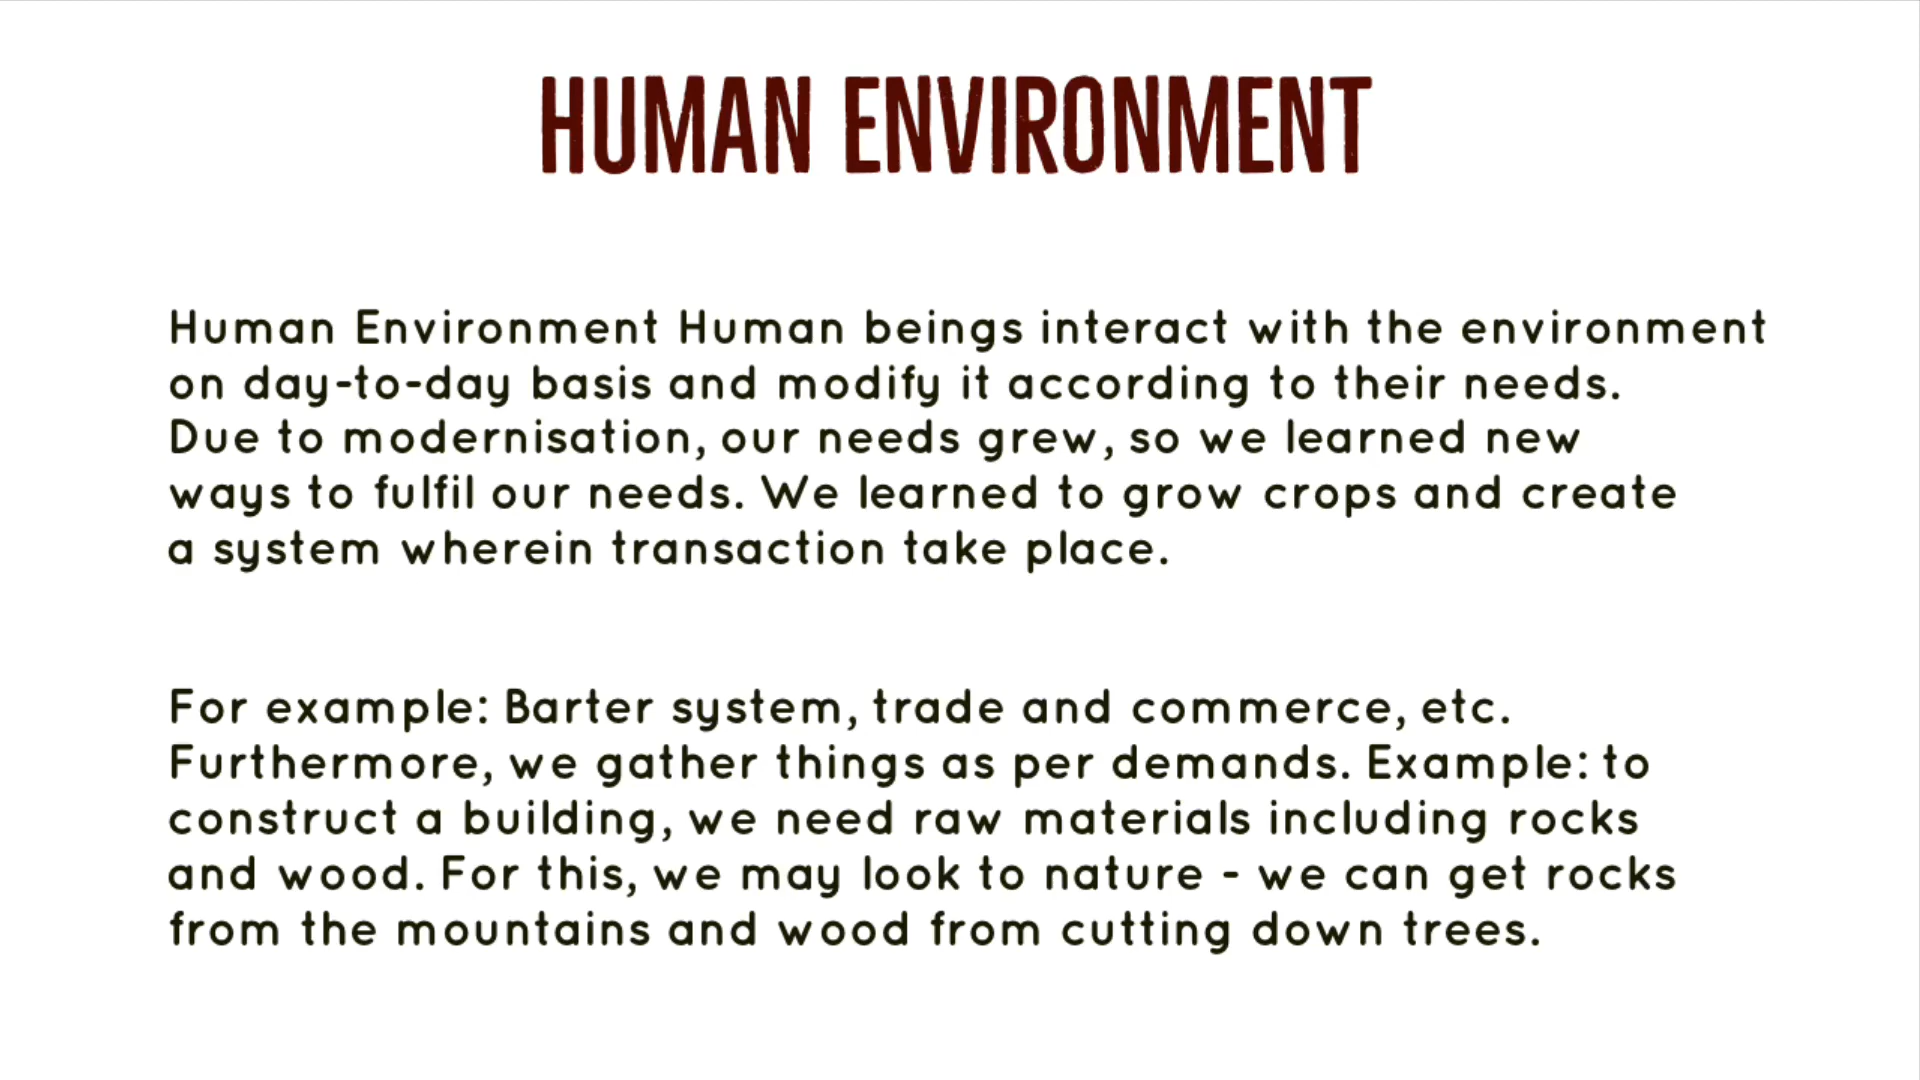 HUMAN ENVIRONMENT
Human Environment Human beings interact with the environment
on day-to-day basis and modify it according to their needs.
Due to modernisation, our needs grew, so we learned new
ways to fulfil our needs. We learned to grow crops and create
a system wherein transaction take place.
For example: Barter system, trade and commerce, etc.
Furthermore, we gather things as per demands. Example: to
construct a building, we need raw materials including rocks
and wood. For this, we may look to nature - we can get rocks
from the mountains and wood from cutting down trees.